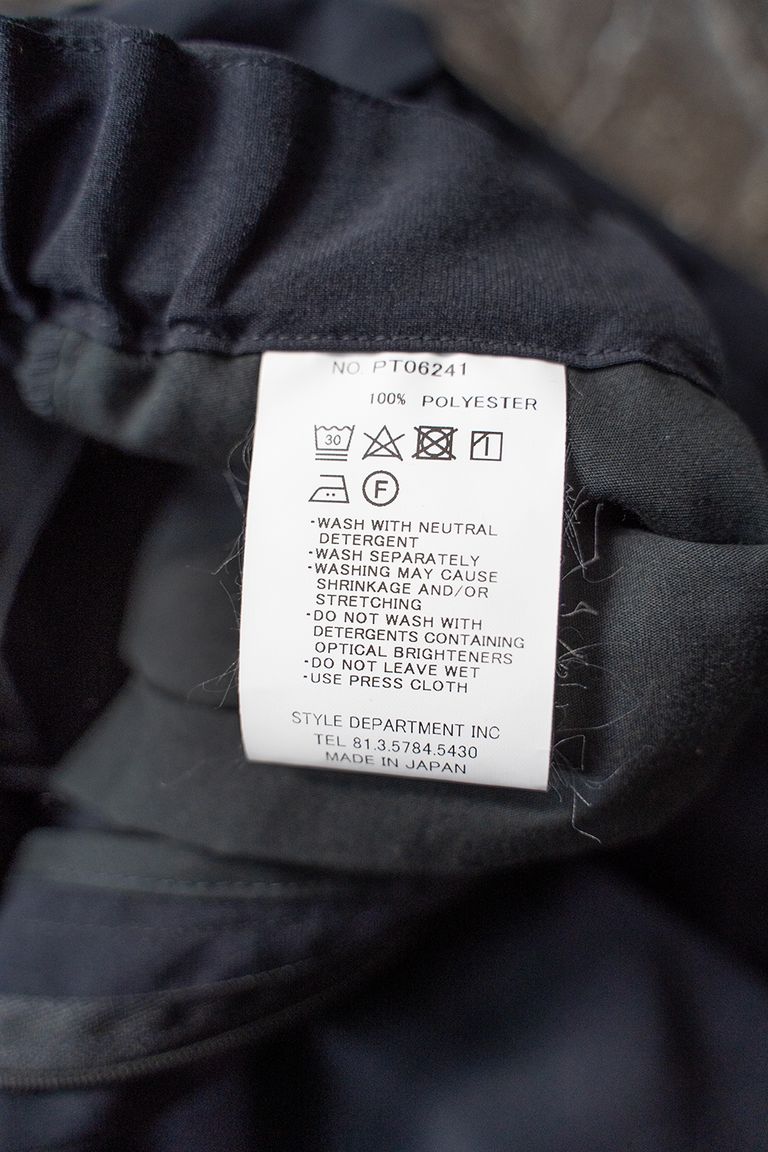 NO. PT06241
100% POLYESTER
30
F
·WASH WITH NEUTRAL
DETERGENT
·WASH SEPARATELY
·WASHING MAY CAUSE
SHRINKAGE AND/OR
STRETCHING
·DO NOT WASH WITH
DETERGENTS CONTAINING
OPTICAL BRIGHTENERS
·DO NOT LEAVE WET
·USE PRESS CLOTH
STYLE DEPARTMENT INC
TEL 81.3.5784.5430
MADE IN JAPAN